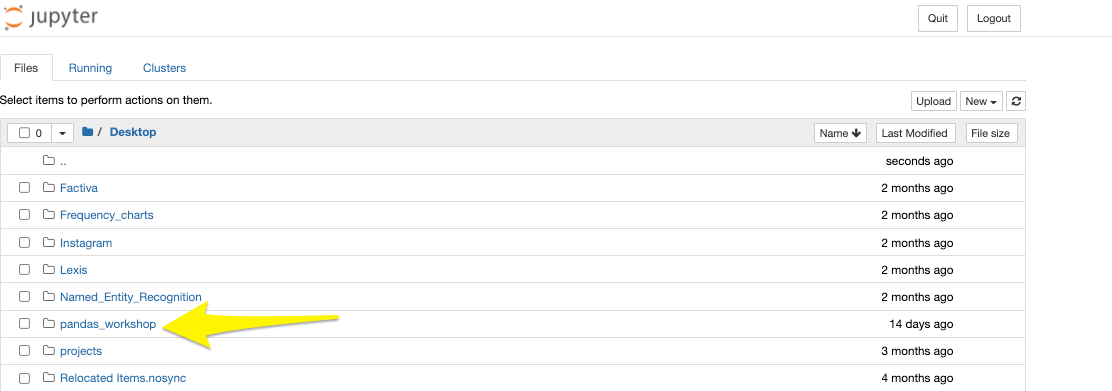 jupyter Quit Logout
Files Running Clusters
Select items to perform actions on them. Upload New
0 / Desktop Name Last Modified File size
.. seconds ago
Factiva 2 months ago
Frequency_charts 2 months ago
Instagram 2 months ago
Lexis 2 months ago
Named_Entity_Recognition 2 months ago
pandas_workshop 14 days ago
projects 3 months ago
Relocated Items.nosync 4 months ago